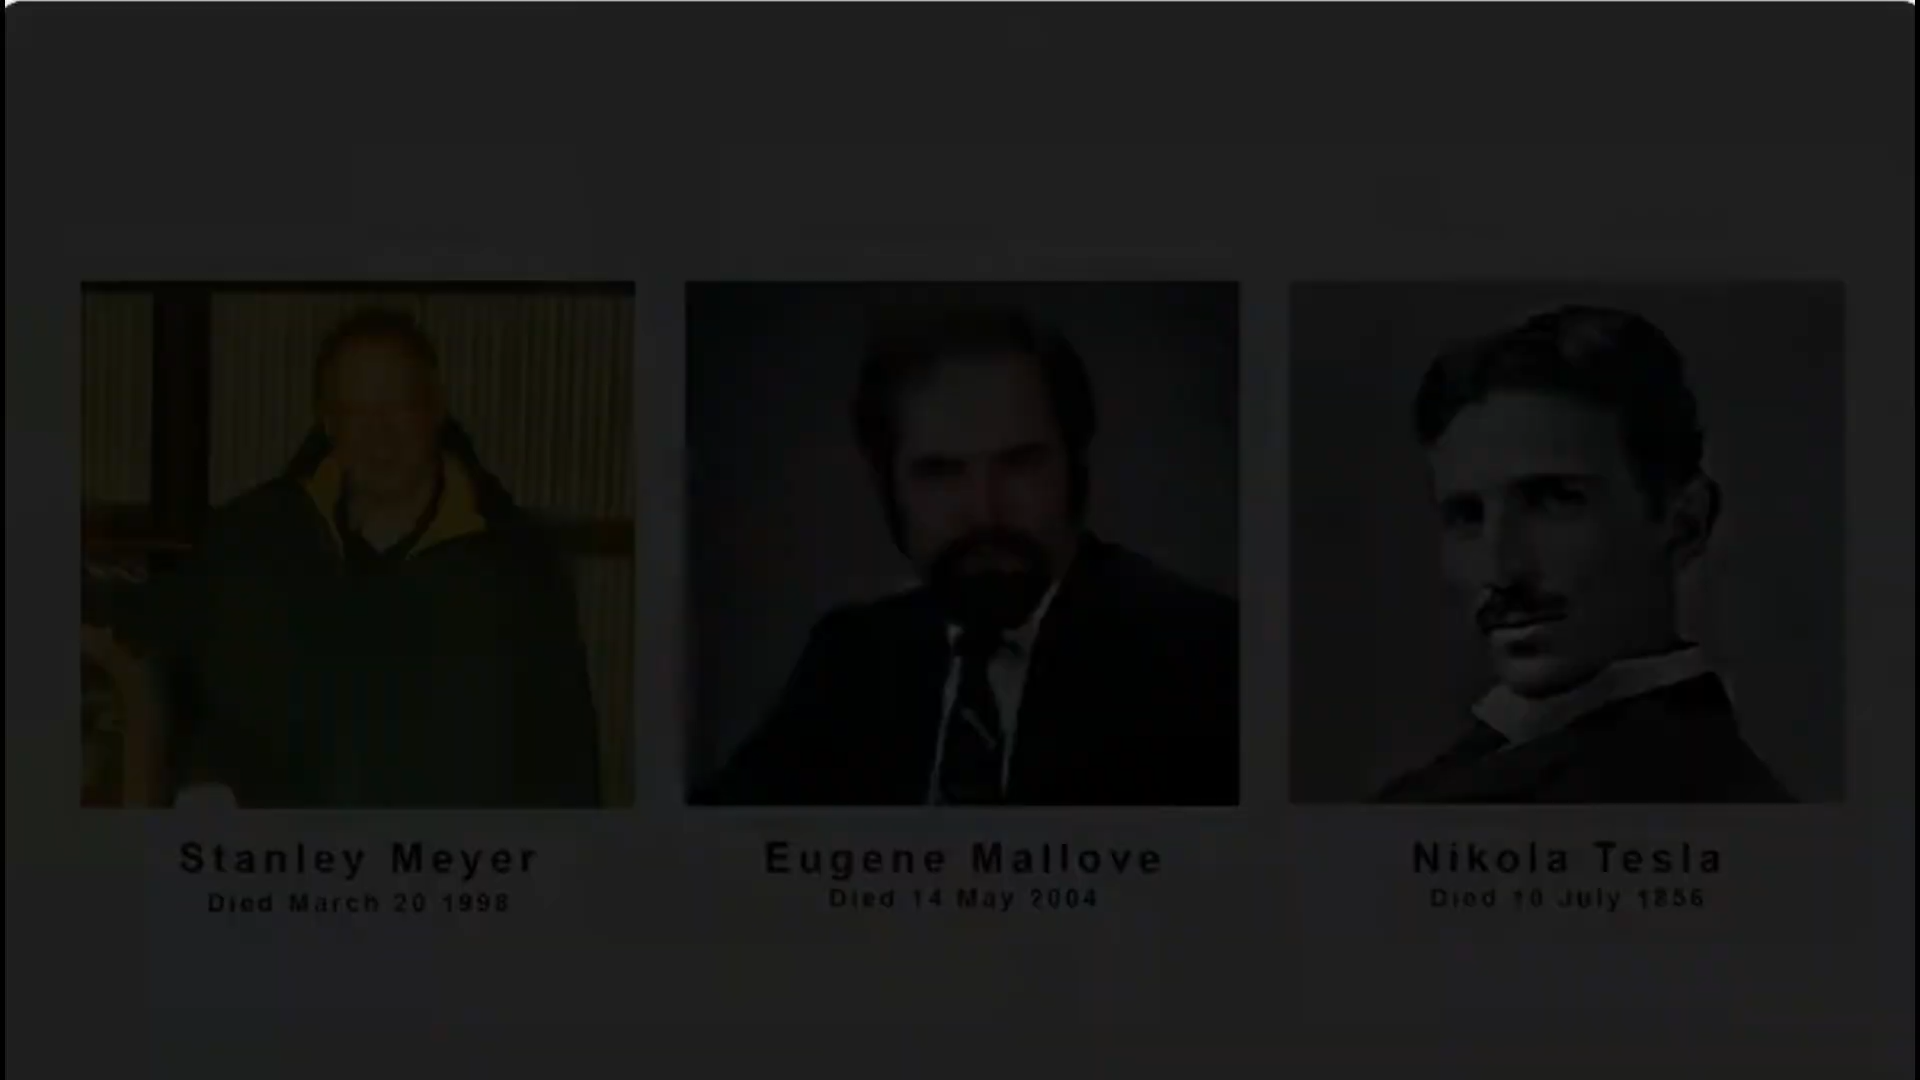 Stanley Meyer
Died March 20 1998
Eugene Mallove
Died 14 May 2004
Nikola Tesla
Died 10 July 1856